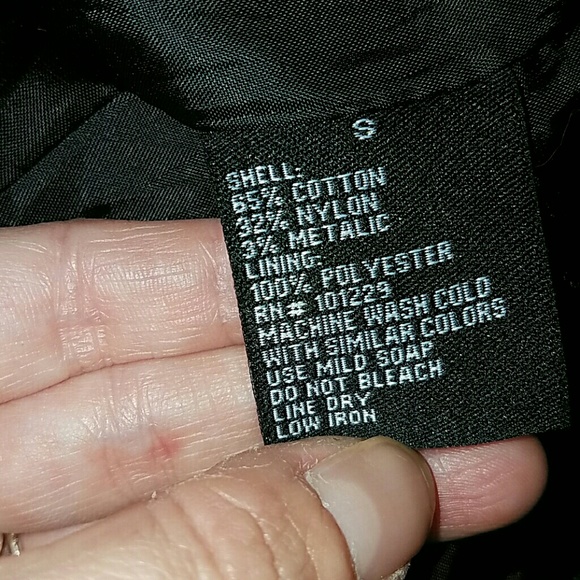 S
SHELL:
65% COTTON
32% NYLON
3% METALIC
LINING:
100% POLYESTER
RN# 101229
MACHINE WASH COLD
WITH SIMILAR COLORS
USE MILD SOAP
DO NOT BLEACH
LINE DRY
LOW IRON